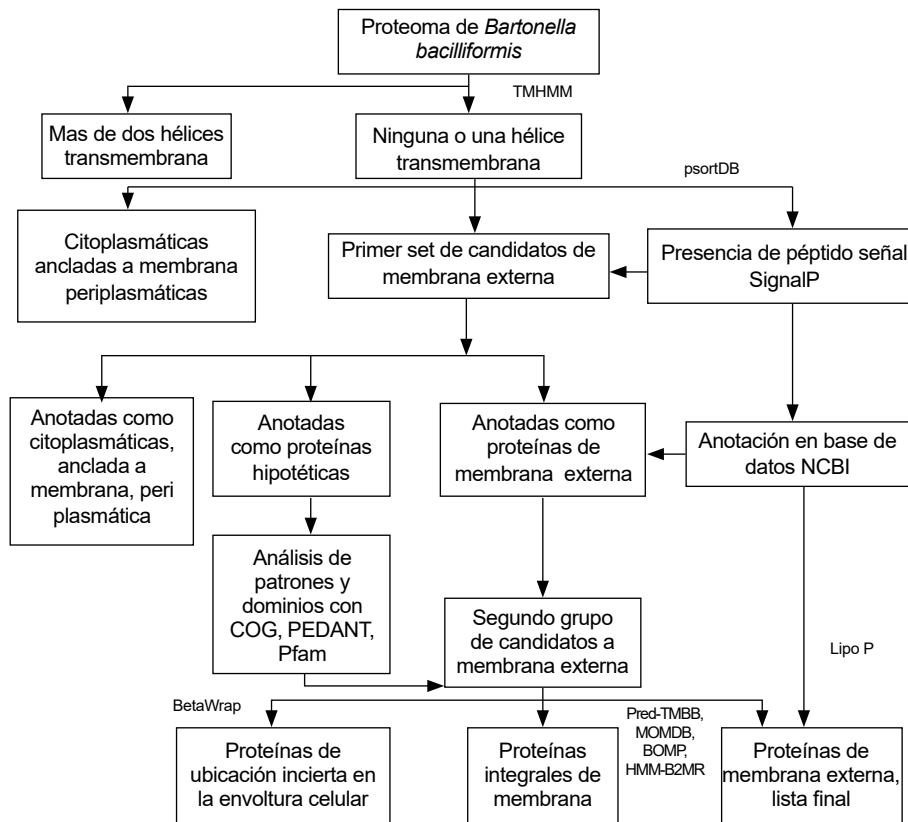 Proteoma de Bartonella
bacilliformis
TMHMM
Mas de dos hélices
transmembrana
Ninguna o una hélice
transmembrana
psortDB
Citoplasmáticas
ancladas a membrana
periplasmáticas
Primer set de candidatos de
membrana externa
Presencia de péptido señal
SignalP
Anotadas como
citoplasmáticas,
anclada a
membrana, peri
plasmática
Anotadas
como proteínas
hipotéticas
Anotadas como
proteínas de
membrana externa
Anotación en base de
datos NCBI
Análisis de
patrones y
dominios con
COG, PEDANT,
Pfam
Segundo grupo
de candidatos a
membrana externa
Lipo P
BetaWrap
Pred-TMBB,
MOMDB,
BOMP,
HMM-B2MR
Proteínas de
ubicación incierta en
la envoltura celular
Proteínas
integrales de
membrana
Proteínas de
membrana externa,
lista final